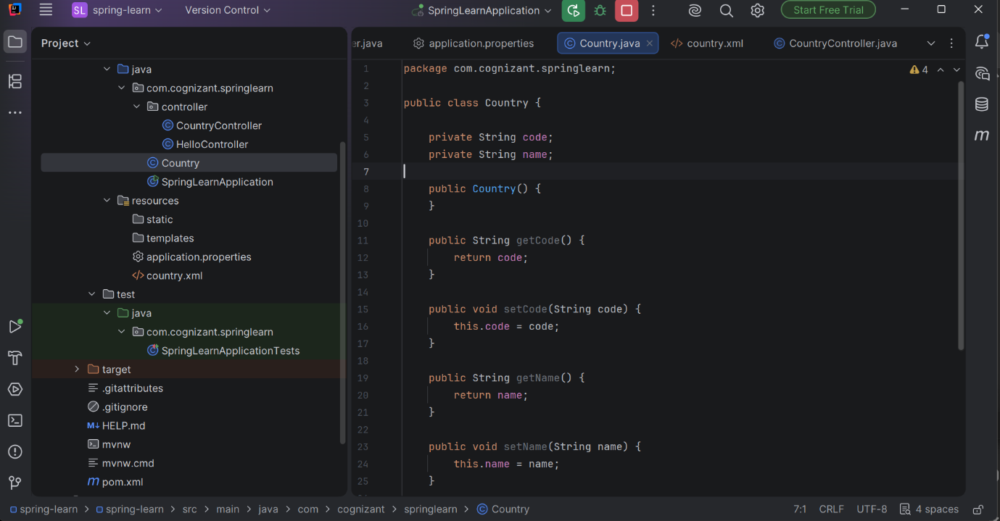 SL spring-learn Version Control SpringLearnApplication Start Free Trial
Project
er.java application.properties Country.java country.xml CountryController.java
java
com.cognizant.springlearn
controller
CountryController
HelloController
Country
SpringLearnApplication
resources
static
templates
application.properties
country.xml
test
java
com.cognizant.springlearn
SpringLearnApplicationTests
target
.gitattributes
.gitignore
M↓ HELP.md
mvnw
mvnw.cmd
m pom.xml
4
1 package com.cognizant.springlearn;
2
3 public class Country {
4
5 private String code;
6 private String name;
7
8 public Country() {
9 }
10
11 public String getCode() {
12 return code;
13 }
14
15 public void setCode(String code) {
16 this.code = code;
17 }
18
19 public String getName() {
20 return name;
21 }
22
23 public void setName(String name) {
24 this.name = name;
25 }
m
spring-learn > spring-learn > src > main > java > com > cognizant > springlearn > Country 7:1 CRLF UTF-8 4 spaces